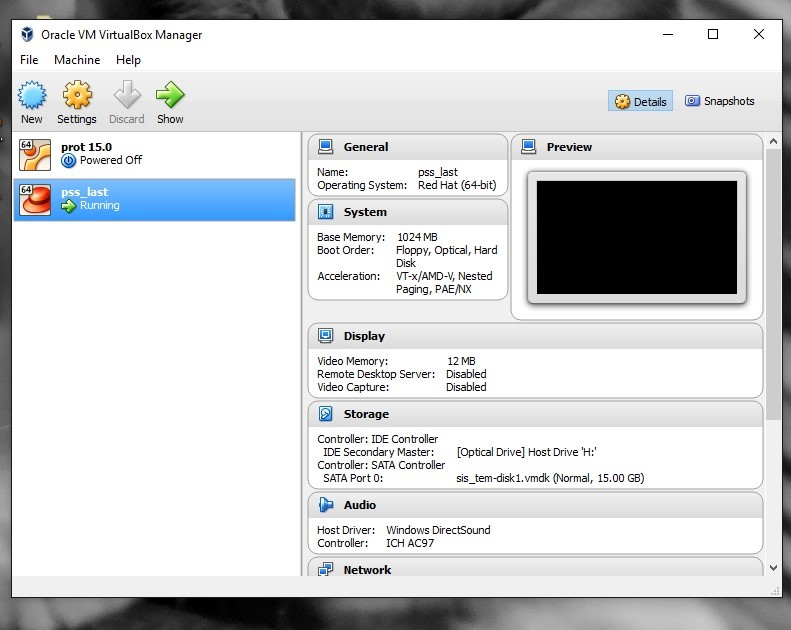 Oracle VM VirtualBox Manager
File Machine Help
New Settings Discard Show
Details Snapshots
64
prot 15.0
Powered Off
64
pss_last
Running
General
Name: pss_last
Operating System: Red Hat (64-bit)
System
Base Memory: 1024 MB
Boot Order: Floppy, Optical, Hard
Disk
Acceleration: VT-x/AMD-V, Nested
Paging, PAE/NX
Preview
Display
Video Memory: 12 MB
Remote Desktop Server: Disabled
Video Capture: Disabled
Storage
Controller: IDE Controller
IDE Secondary Master: [Optical Drive] Host Drive 'H:'
Controller: SATA Controller
SATA Port 0: sis_tem-disk1.vmdk (Normal, 15.00 GB)
Audio
Host Driver: Windows DirectSound
Controller: ICH AC97
Network